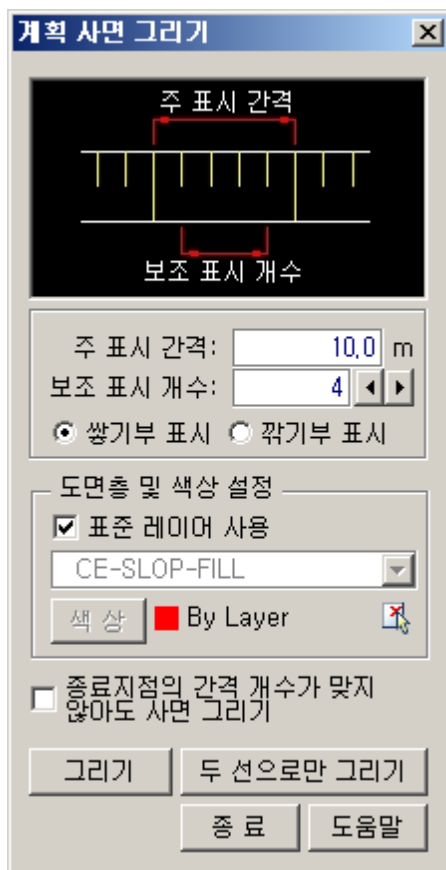 계획 사면 그리기
주 표시 간격
보조 표시 개수
주 표시 간격: 10.0 m
보조 표시 개수: 4
쌓기부 표시 깎기부 표시
도면층 및 색상 설정
표준 레이어 사용
CE-SLOP-FILL
색 상 By Layer
종료지점의 간격 개수가 맞지
않아도 사면 그리기
그리기 두 선으로만 그리기
종 료 도움말